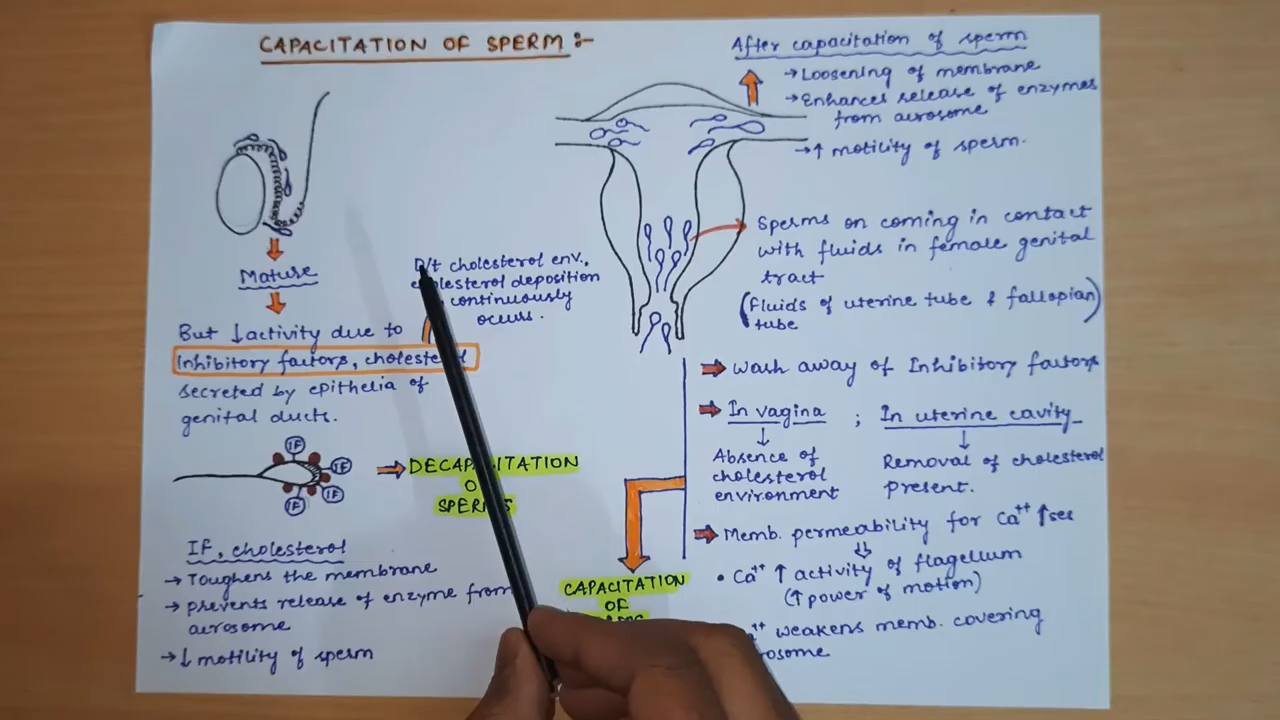 CAPACITATION OF SPERM :-
Mature
But ↓activity due to
Inhibitory factors, cholesterol
secreted by epithelia of
genital ducts.
D/t cholesterol env.,
cholesterol deposition
continuously
occurs.
IF
IF
IF
IF
DECAPACITATION
OF
SPERMS
IF, cholesterol
→ Toughens the membrane
→ prevents release of enzyme from
acrosome
→ ↓ motility of sperm
After capacitation of sperm
→ Loosening of membrane
→ Enhances release of enzymes
from acrosome
→ ↑ motility of sperm.
Sperms on coming in contact
with fluids in female genital
tract
(Fluids of uterine tube & fallopian)
tube
Wash away of Inhibitory factors
In vagina ; In uterine cavity
Absence of
cholesterol
environment
Removal of cholesterol
present.
Memb. permeability for Ca++ ↑ses
• Ca++ ↑ activity of flagellum
(↑ power of motion)
weakens memb. covering
CAPACITATION
OF